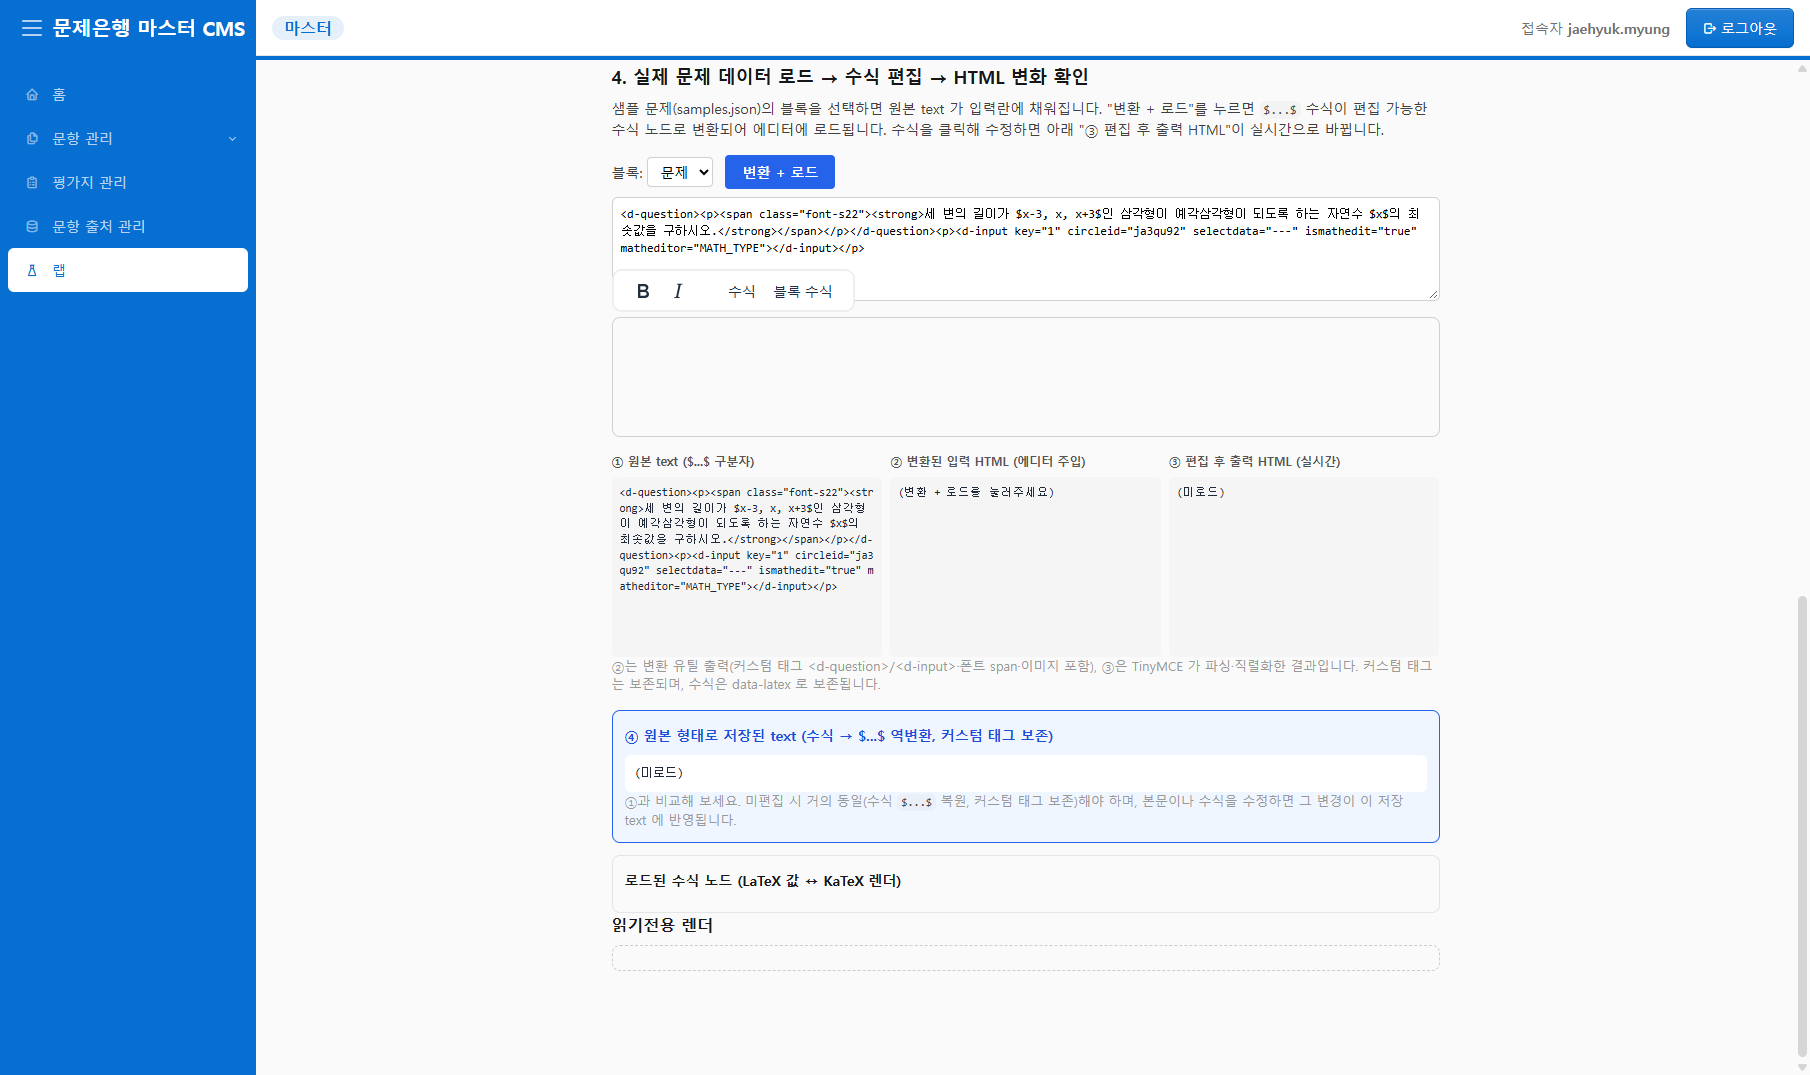 문제은행 마스터 CMS
홈
문항 관리
평가지 관리
문항 출처 관리
랩
마스터
접속자 jaehyuk.myung
로그아웃
4. 실제 문제 데이터 로드 → 수식 편집 → HTML 변화 확인
샘플 문제(samples.json)의 블록을 선택하면 원본 text 가 입력란에 채워집니다. "변환 + 로드"를 누르면 $...$ 수식이 편집 가능한
수식 노드로 변환되어 에디터에 로드됩니다. 수식을 클릭해 수정하면 아래 "③ 편집 후 출력 HTML"이 실시간으로 바뀝니다.
블록: 문제 변환 + 로드
<d-question><p><span class="font-s22"><strong>세 변의 길이가 $x-3, x, x+3$인 삼각형이 예각삼각형이 되도록 하는 자연수 $x$의 최
솟값을 구하시오.</strong></span></p></d-question><p><d-input key="1" circleid="ja3qu92" selectdata="---" ismathedit="true"
matheditor="MATH_TYPE"></d-input></p>
B I 수식 블록 수식
① 원본 text ($...$ 구분자)
<d-question><p><span class="font-s22"><str
ong>세 변의 길이가 $x-3, x, x+3$인 삼각형
이 예각삼각형이 되도록 하는 자연수 $x$의
최솟값을 구하시오.</strong></span></p></d-
question><p><d-input key="1" circleid="ja3
qu92" selectdata="---" ismathedit="true" m
atheditor="MATH_TYPE"></d-input></p>
② 변환된 입력 HTML (에디터 주입)
(변환 + 로드를 눌러주세요)
③ 편집 후 출력 HTML (실시간)
(미로드)
②는 변환 유틸 출력(커스텀 태그 <d-question>/<d-input>·폰트 span·이미지 포함), ③은 TinyMCE 가 파싱·직렬화한 결과입니다. 커스텀 태그
는 보존되며, 수식은 data-latex 로 보존됩니다.
④ 원본 형태로 저장된 text (수식 → $...$ 역변환, 커스텀 태그 보존)
(미로드)
①과 비교해 보세요. 미편집 시 거의 동일(수식 $...$ 복원, 커스텀 태그 보존)해야 하며, 본문이나 수식을 수정하면 그 변경이 이 저장
text 에 반영됩니다.
로드된 수식 노드 (LaTeX 값 ↔ KaTeX 렌더)
읽기전용 렌더